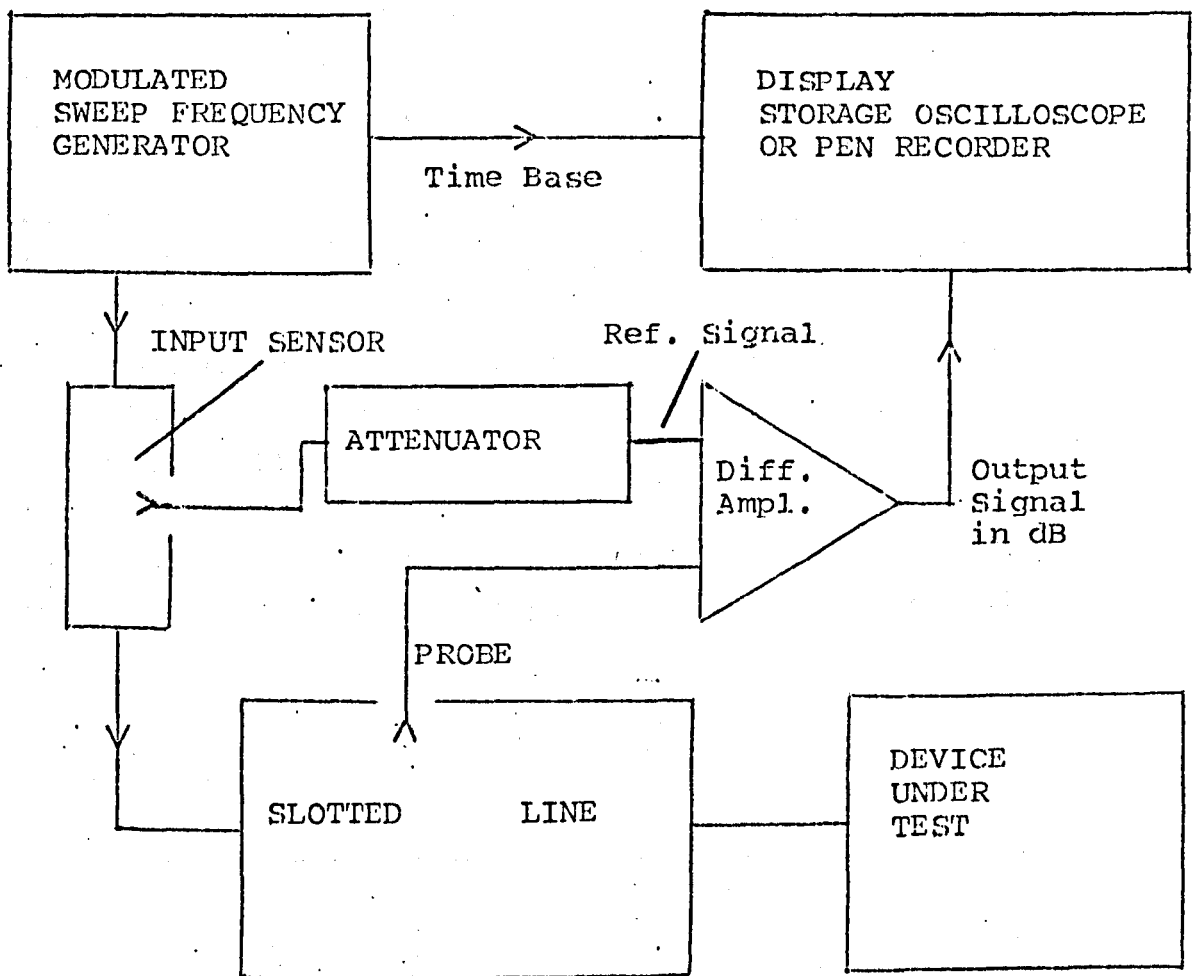 MODULATED
SWEEP FREQUENCY
GENERATOR
Time Base
DISPLAY
STORAGE OSCILLOSCOPE
OR PEN RECORDER
INPUT SENSOR
Ref. Signal
ATTENUATOR
Diff.
Ampl.
Output
Signal
in dB
PROBE
SLOTTED LINE
DEVICE
UNDER
TEST